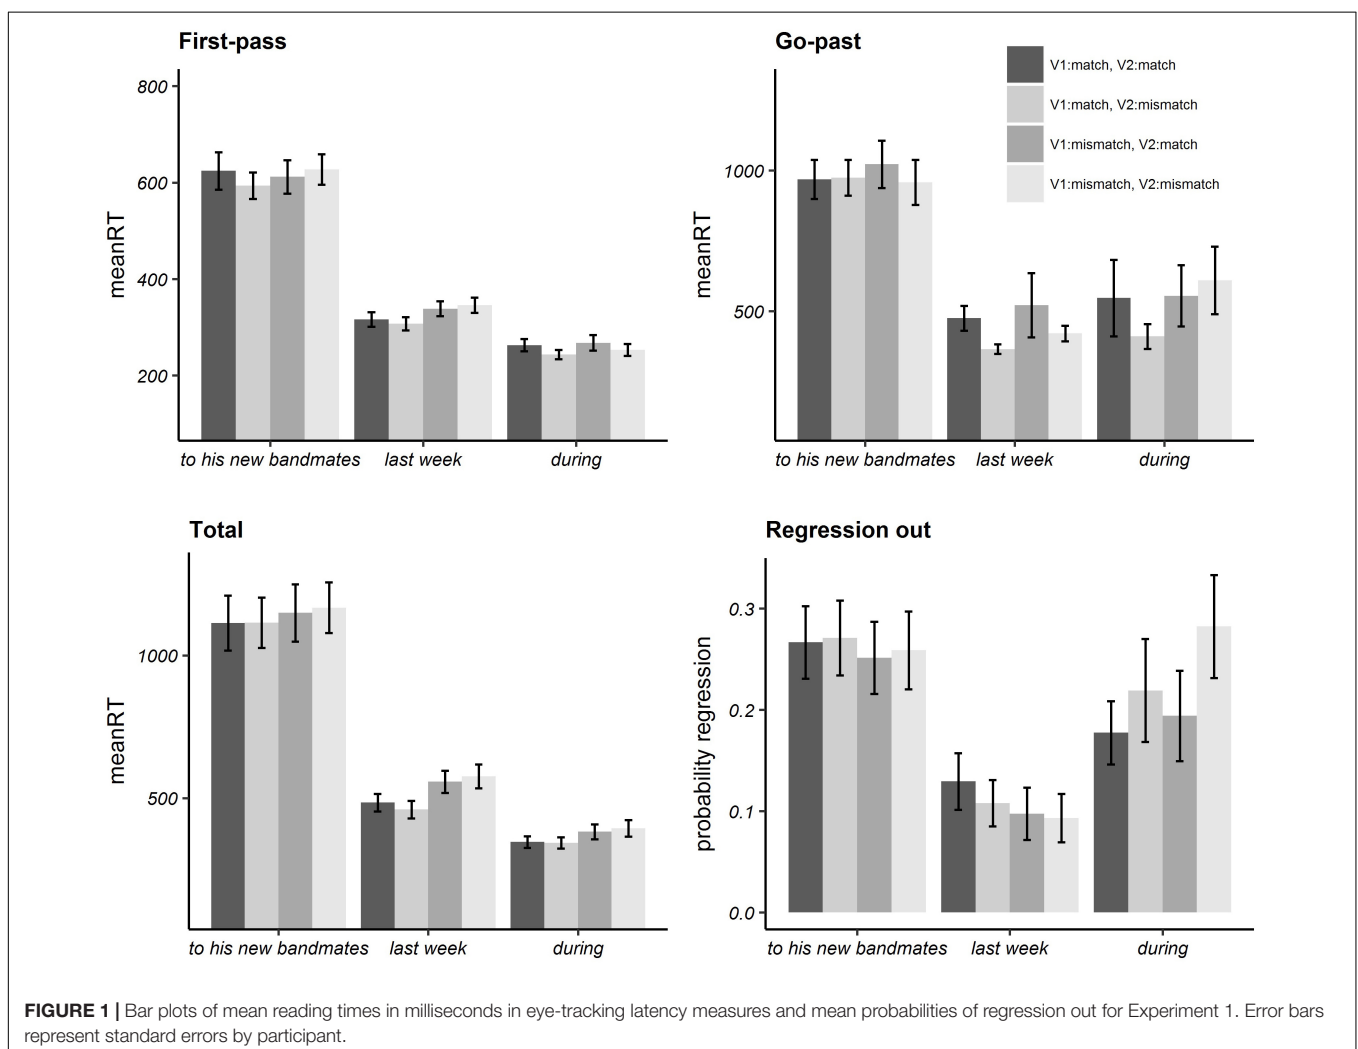 First-pass
800
600
400
200
meanRT
to his new bandmates last week during
Go-past
1000
500
meanRT
to his new bandmates last week during
V1:match, V2:match
V1:match, V2:mismatch
V1:mismatch, V2:match
V1:mismatch, V2:mismatch
Total
1000
500
meanRT
to his new bandmates last week during
Regression out
0.3
0.2
0.1
0.0
probability regression
to his new bandmates last week during
FIGURE 1 | Bar plots of mean reading times in milliseconds in eye-tracking latency measures and mean probabilities of regression out for Experiment 1. Error bars
represent standard errors by participant.